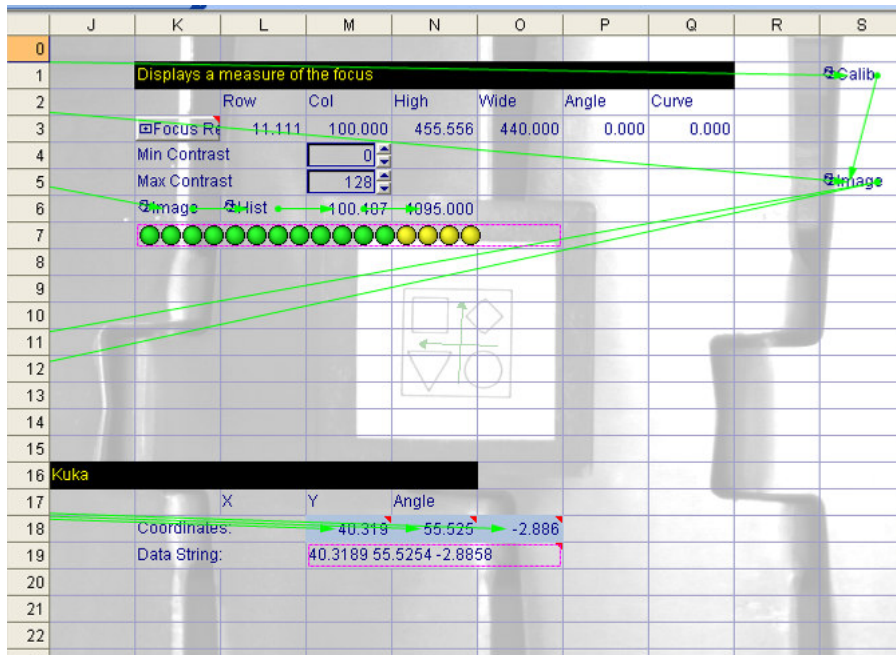 J K L M N O P Q R S
0
1 Displays a measure of the focus Calib
2 Row Col High Wide Angle Curve
3 Focus Re 11.111 100.000 455.556 440.000 0.000 0.000
4 Min Contrast 0
5 Max Contrast 128 Image
6 Image Hist 100.407 4095.000
7
8
9
10
11
12
13
14
15
16 Kuka
17 X Y Angle
18 Coordinates: 40.319 55.525 -2.886
19 Data String: 40.3189 55.5254 -2.8858
20
21
22